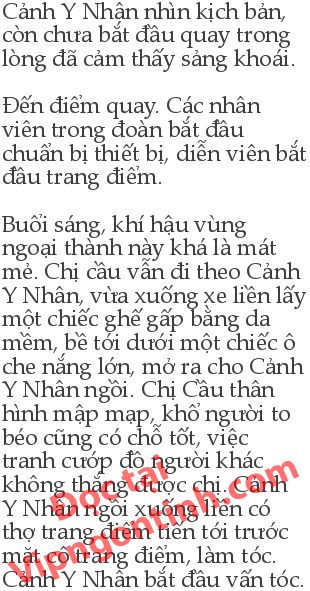 Cảnh Y Nhân nhìn kịch bản,
còn chưa bắt đầu quay trong
lòng đã cảm thấy sảng khoái.

Đến điểm quay. Các nhân
viên trong đoàn bắt đầu
chuẩn bị thiết bị, diễn viên bắt
đầu trang điểm.

Buổi sáng, khí hậu vùng
ngoại thành này khá là mát
mẻ. Chị cầu vẫn đi theo Cảnh
Y Nhân, vừa xuống xe liền lấy
một chiếc ghế gấp bằng da
mềm, bê tới dưới một chiếc ô
che nắng lớn, mở ra cho Cảnh
Y Nhân ngồi. Chị Cầu thân
hình mập mạp, khổ người to
béo cũng có chỗ tốt, việc
tranh cướp đồ người khác
không thắng được chị. Cảnh
Y Nhân ngồi xuống liền có
thợ trang điểm tiến tới trước
mặt cô trang điểm, làm tóc.
Cảnh Y Nhân bắt đầu vấn tóc.
Đọc tại
Vipngontinh.com